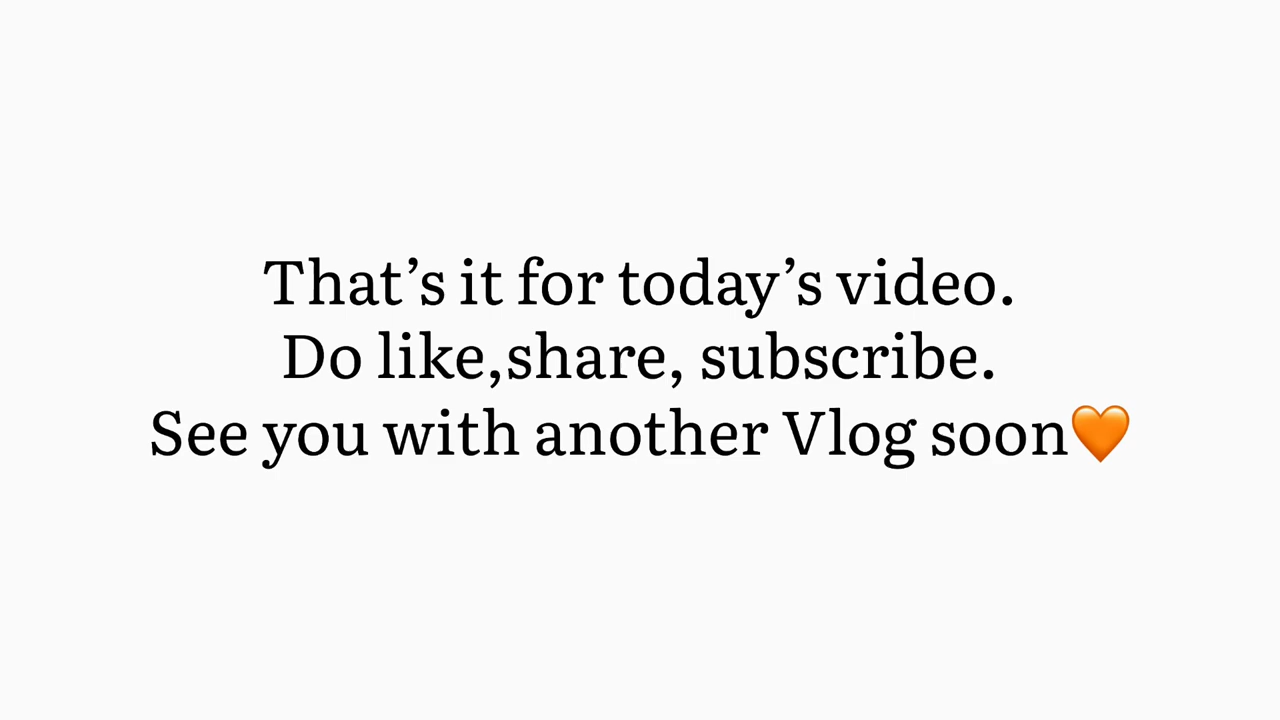 That’s it for today’s video.
Do like,share, subscribe.
See you with another Vlog soon🧡